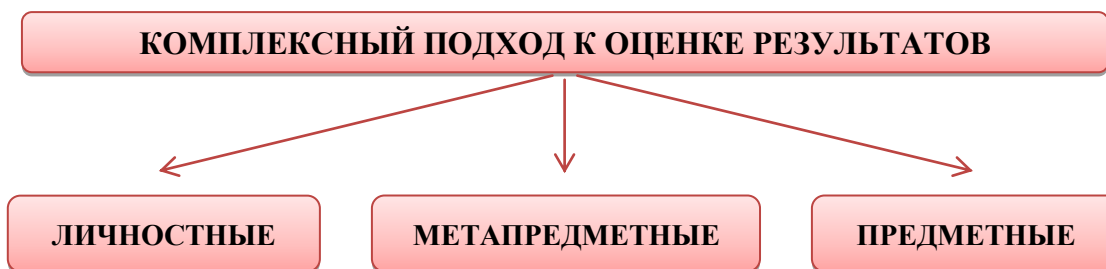 КОМПЛЕКСНЫЙ ПОДХОД К ОЦЕНКЕ РЕЗУЛЬТАТОВ
ЛИЧНОСТНЫЕ
МЕТАПРЕДМЕТНЫЕ
ПРЕДМЕТНЫЕ